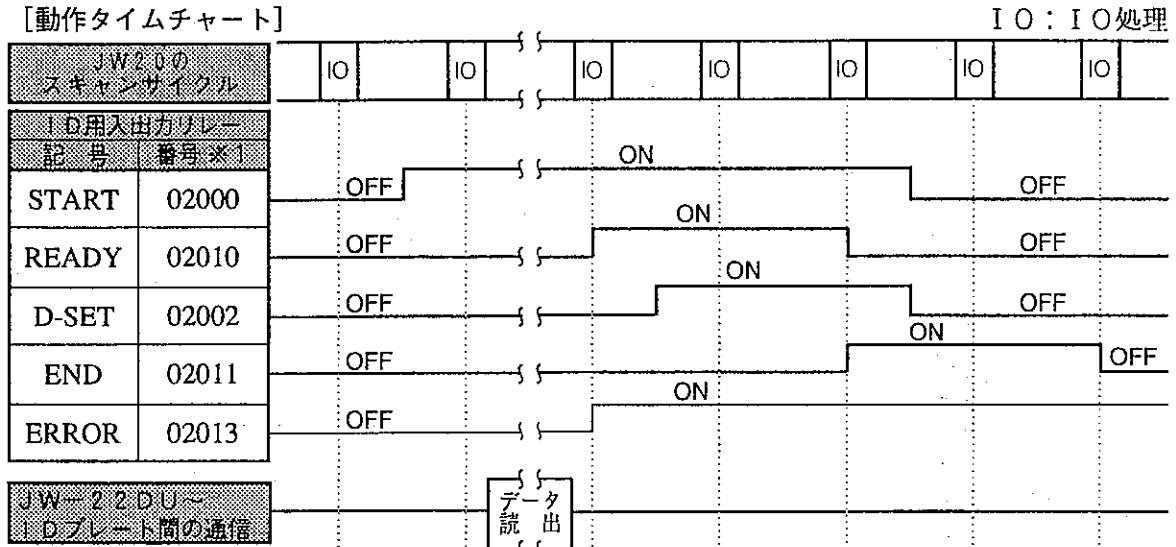 [動作タイムチャート]
IO:IO処理
JW20の
スキャンサイクル
IO IO IO IO IO IO IO
ID用入出力リレー
記号 番号※1
START 02000 OFF ON OFF
READY 02010 OFF ON OFF
D-SET 02002 OFF ON OFF
END 02011 OFF ON OFF
ERROR 02013 OFF ON
JW-22DU~
IDプレート間の通信
データ
読出